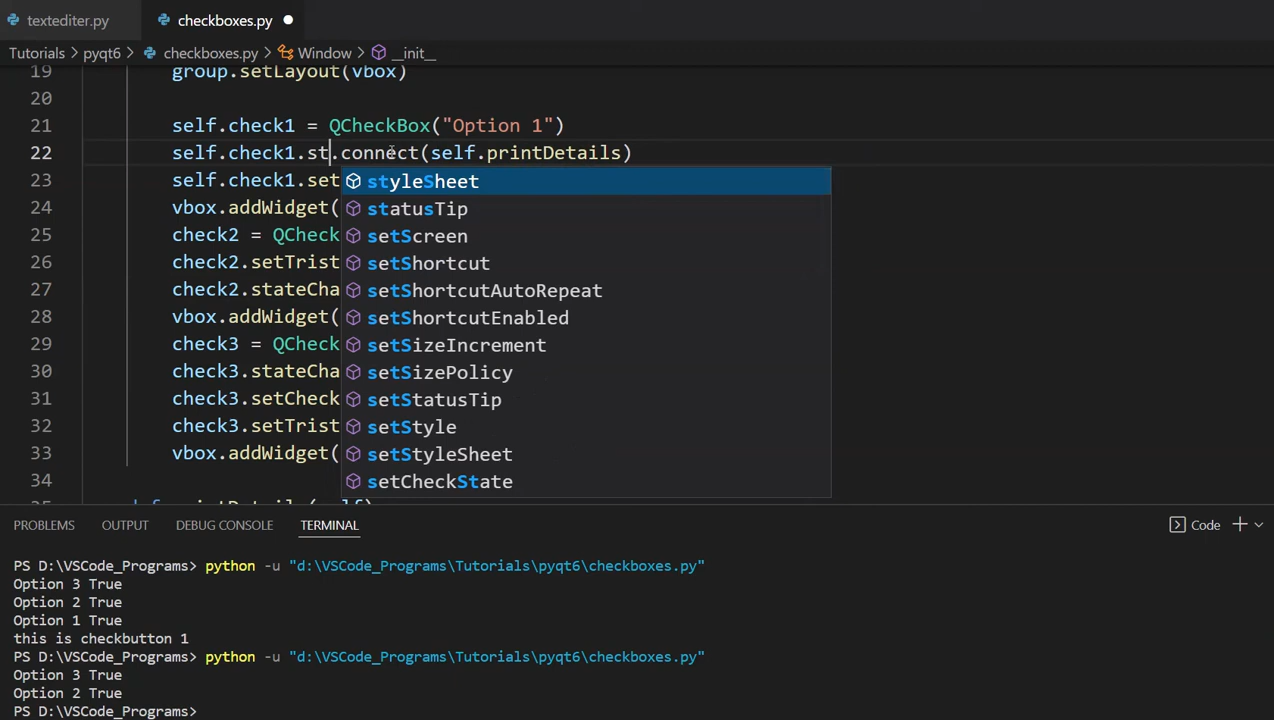 textediter.py checkboxes.py
Tutorials > pyqt6 > checkboxes.py > Window > __init__
19 group.setLayout(vbox)
20
21 self.check1 = QCheckBox("Option 1")
22 self.check1.st.connect(self.printDetails)
23 self.check1.set
styleSheet
24 vbox.addWidget(
statusTip
25 check2 = QCheck
setScreen
26 check2.setTrist
setShortcut
27 check2.stateCha
setShortcutAutoRepeat
28 vbox.addWidget(
setShortcutEnabled
29 check3 = QCheck
setSizeIncrement
30 check3.stateCha
setSizePolicy
31 check3.setCheck
setStatusTip
32 check3.setTrist
setStyle
33 vbox.addWidget(
setStyleSheet
34
setCheckState
PROBLEMS OUTPUT DEBUG CONSOLE TERMINAL Code
PS D:\VSCode_Programs> python -u "d:\VSCode_Programs\Tutorials\pyqt6\checkboxes.py"
Option 3 True
Option 2 True
Option 1 True
this is checkbutton 1
PS D:\VSCode_Programs> python -u "d:\VSCode_Programs\Tutorials\pyqt6\checkboxes.py"
Option 3 True
Option 2 True
PS D:\VSCode_Programs>